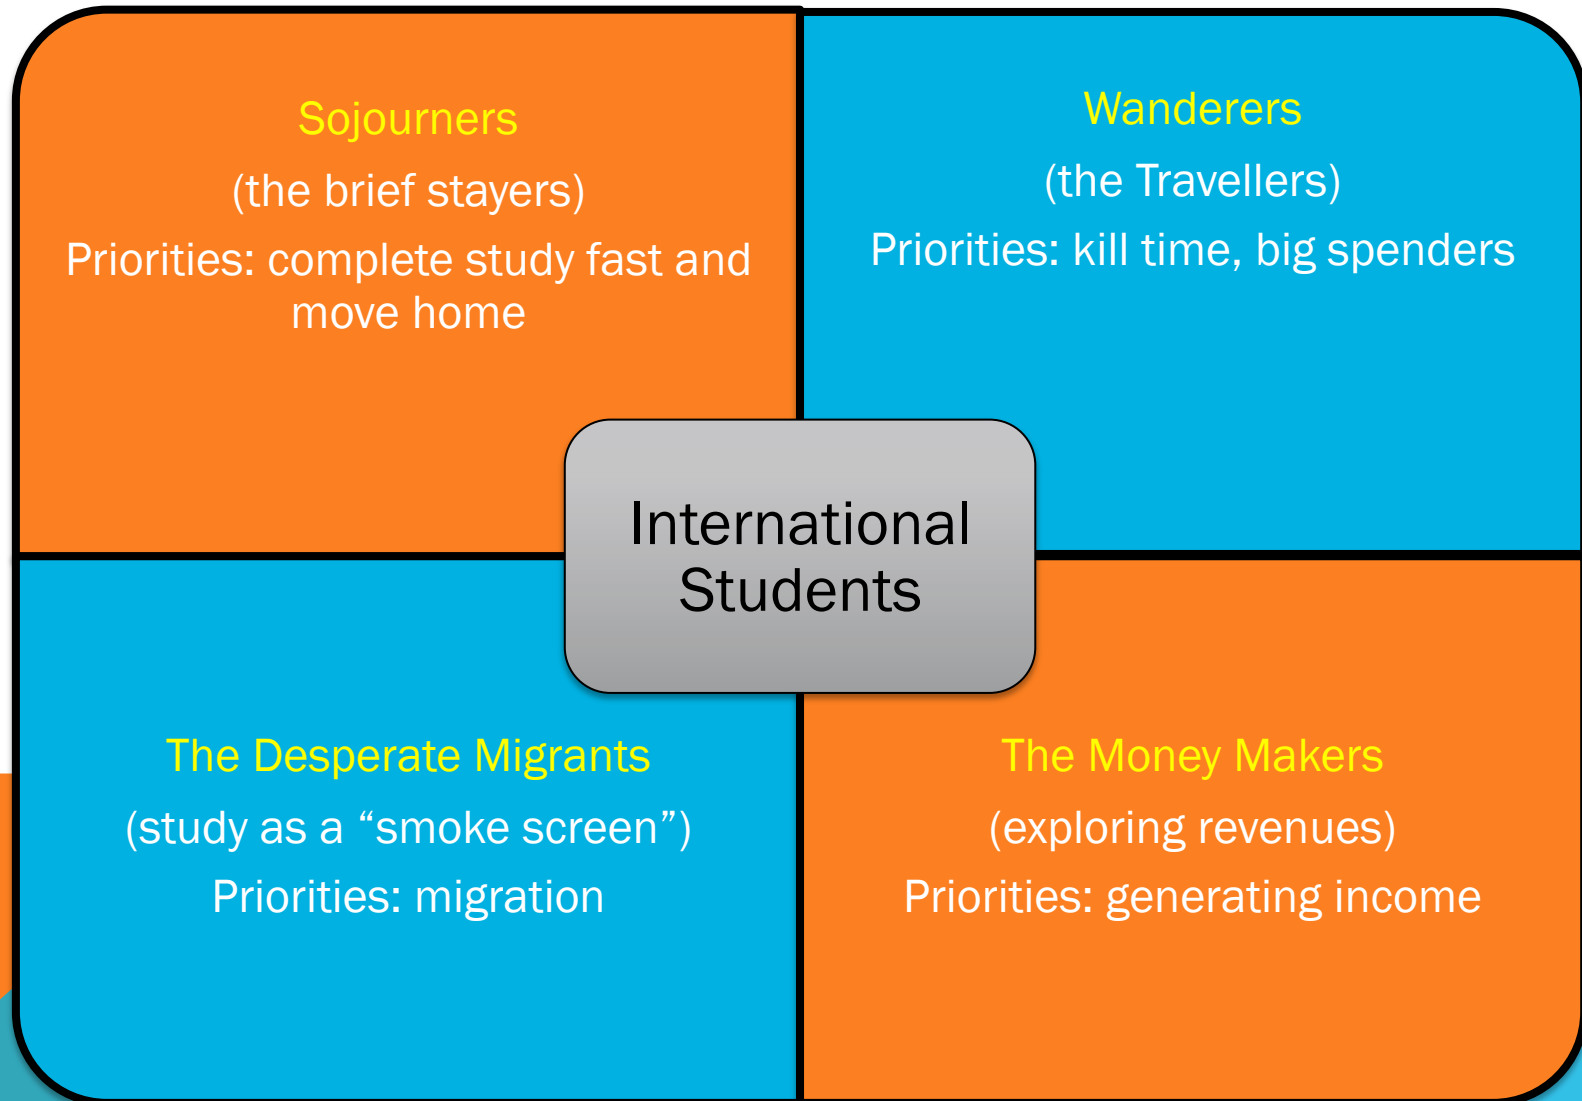 Sojourners
(the brief stayers)
Priorities: complete study fast and
move home
Wanderers
(the Travellers)
Priorities: kill time, big spenders
International
Students
The Desperate Migrants
(study as a “smoke screen”)
Priorities: migration
The Money Makers
(exploring revenues)
Priorities: generating income